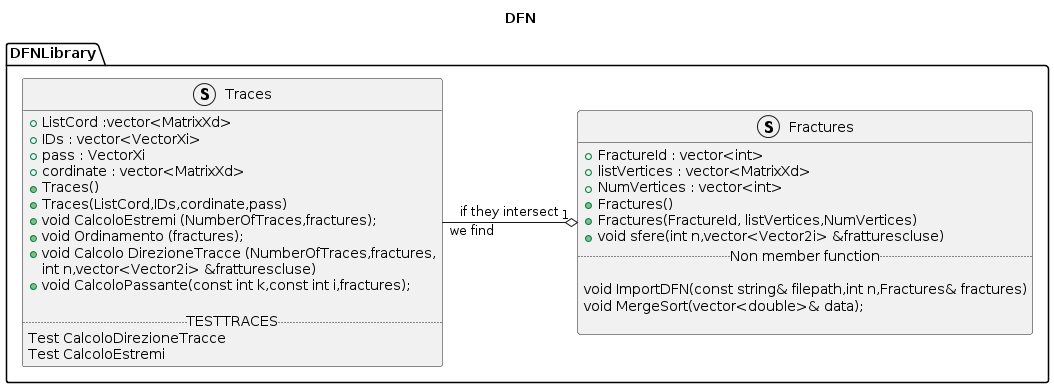 DFN
DFNLibrary
S Traces
ListCord :vector<MatrixXd>
IDs : vector<VectorXi>
pass : VectorXi
cordinate : vector<MatrixXd>
Traces()
Traces(ListCord,IDs,cordinate,pass)
void CalcoloEstremi (NumberOfTraces,fractures);
void Ordinamento (fractures);
void Calcolo DirezioneTracce (NumberOfTraces,fractures,
int n,vector<Vector2i> &fratturescluse)
void CalcoloPassante(const int k,const int i,fractures);
TESTTRACES
Test CalcoloDirezioneTracce
Test CalcoloEstremi
if they intersect 1
we find
S Fractures
FractureId : vector<int>
listVertices : vector<MatrixXd>
NumVertices : vector<int>
Fractures()
Fractures(FractureId, listVertices,NumVertices)
void sfere(int n,vector<Vector2i> &fratturescluse)
Non member function
void ImportDFN(const string& filepath,int n,Fractures& fractures)
void MergeSort(vector<double>& data);